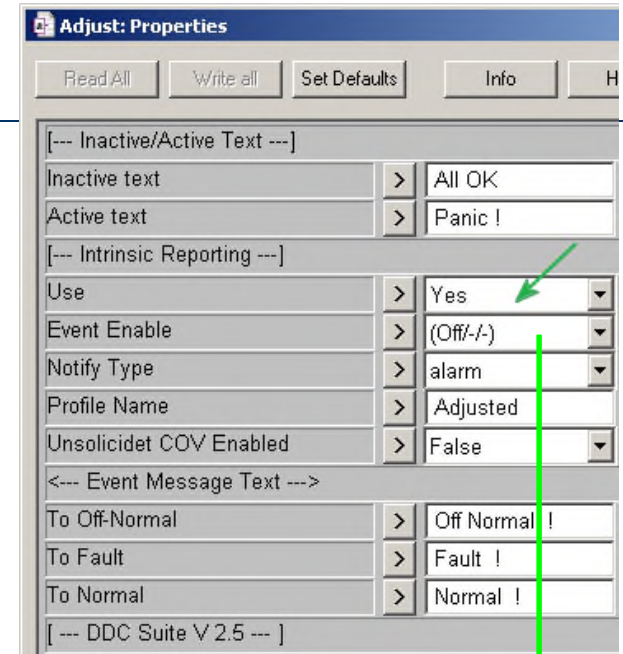 Adjust: Properties
Read All Write all Set Defaults Info H
[--- Inactive/Active Text ---]
Inactive text > All OK
Active text > Panic !
[--- Intrinsic Reporting ---]
Use > Yes
Event Enable > (Off/-/-)
Notify Type > alarm
Profile Name > Adjusted
Unsolicidet COV Enabled > False
<--- Event Message Text --->
To Off-Normal > Off Normal !
To Fault > Fault !
To Normal > Normal !
[ --- DDC Suite V 2.5 --- ]